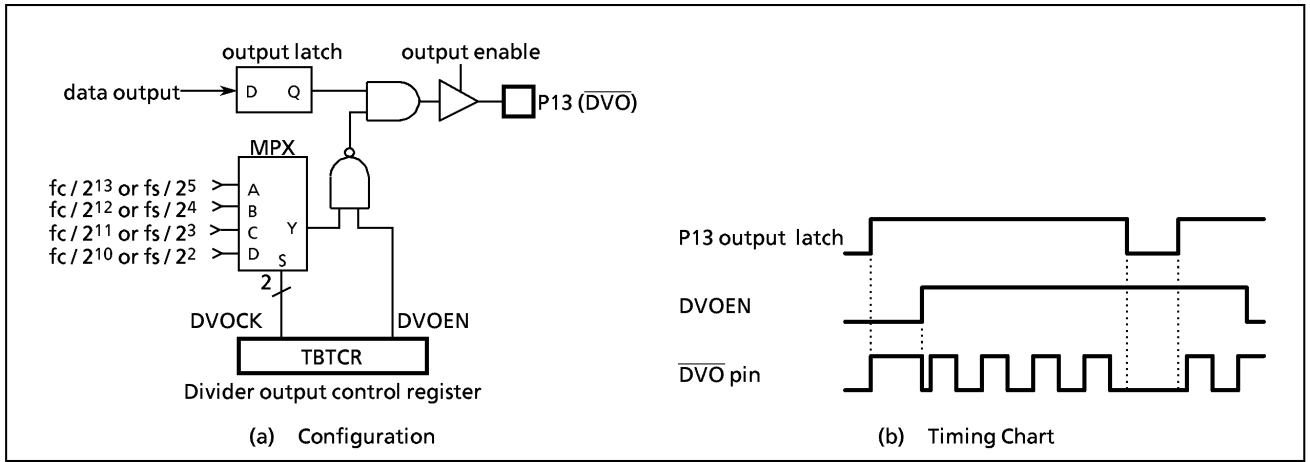 output latch
output enable
data output
D Q
P13 (DVO)
MPX
fc / 2¹³ or fs / 2⁵
A
fc / 2¹² or fs / 2⁴
B
fc / 2¹¹ or fs / 2³
C
Y
fc / 2¹⁰ or fs / 2²
D
S
2
DVOCK
DVOEN
TBTCR
Divider output control register
(a) Configuration
P13 output latch
DVOEN
DVO pin
(b) Timing Chart